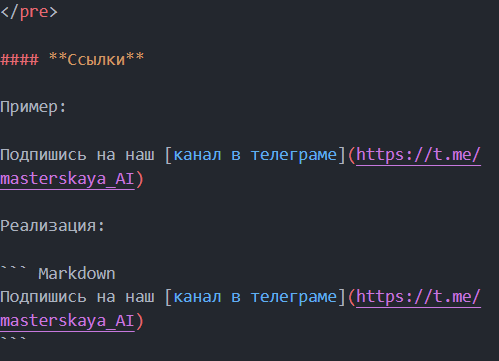 </pre>
#### **Ссылки**
Пример:
Подпишись на наш [канал в телеграме](https://t.me/
masterskaya_AI)
Реализация:
``` Markdown
Подпишись на наш [канал в телеграме](https://t.me/
masterskaya_AI)
```